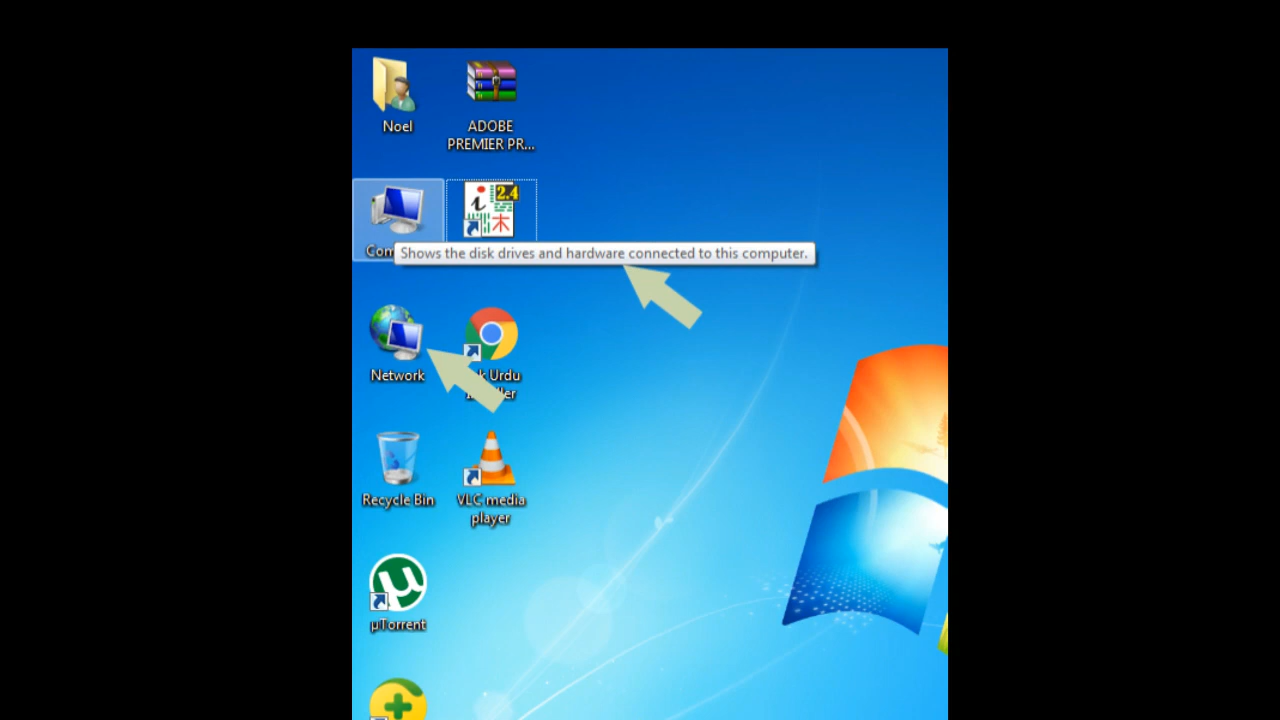 Noel
ADOBE
PREMIER PR...
2.4
Shows the disk drives and hardware connected to this computer.
Network
Urdu
Recycle Bin
VLC media
player
µTorrent